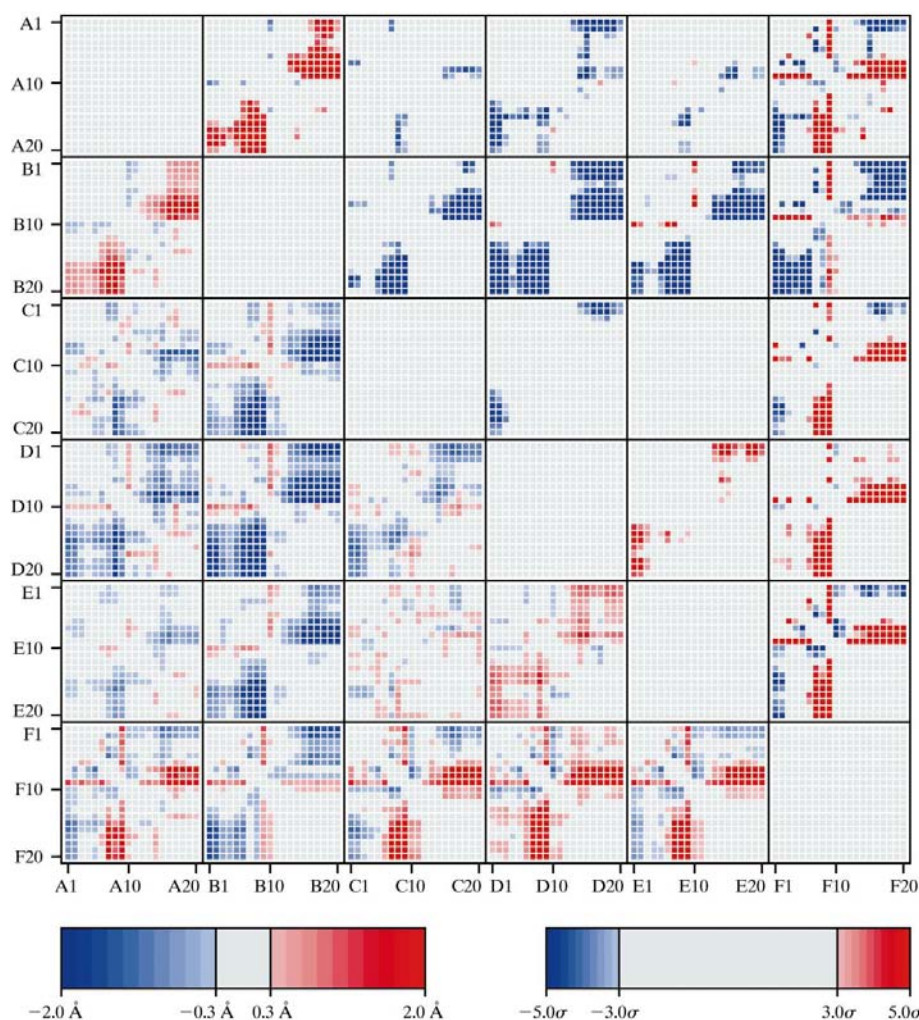 A1
A10
A20
B1
B10
B20
C1
C10
C20
D1
D10
D20
E1
E10
E20
F1
F10
F20
A1 A10 A20 B1 B10 B20 C1 C10 C20 D1 D10 D20 E1 E10 E20 F1 F10 F20
−2.0 Å −0.3 Å 0.3 Å 2.0 Å −5.0σ −3.0σ 3.0σ 5.0σ